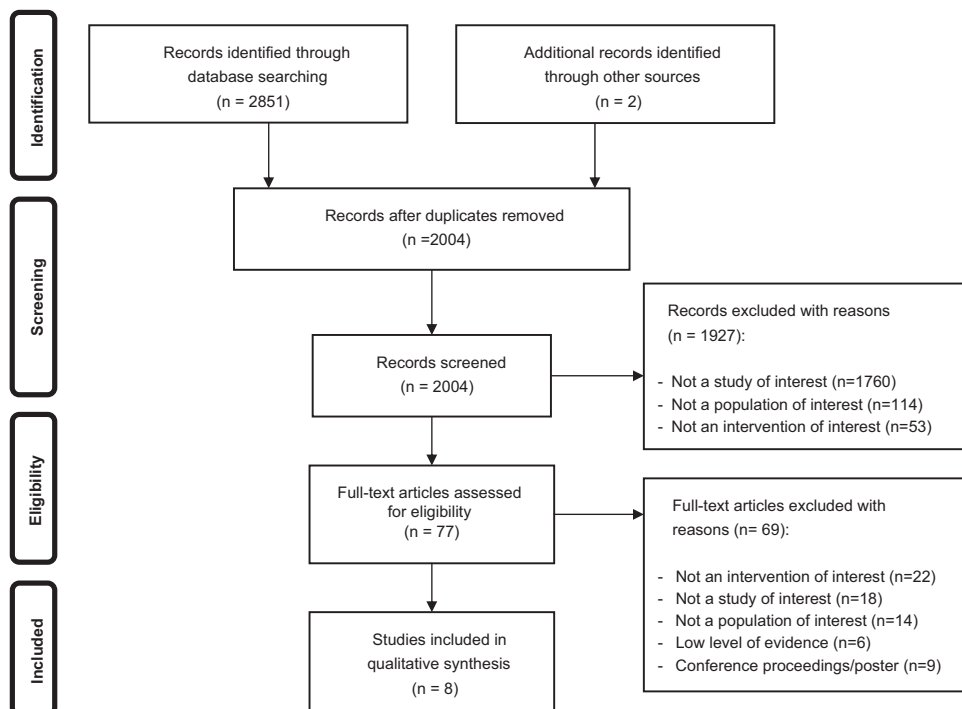 Identification
Records identified through
database searching
(n = 2851)
Additional records identified
through other sources
(n = 2)
Screening
Records after duplicates removed
(n =2004)
Records screened
(n = 2004)
Records excluded with reasons
(n = 1927):
- Not a study of interest (n=1760)
- Not a population of interest (n=114)
- Not an intervention of interest (n=53)
Eligibility
Full-text articles assessed
for eligibility
(n = 77)
Full-text articles excluded with
reasons (n= 69):
- Not an intervention of interest (n=22)
- Not a study of interest (n=18)
- Not a population of interest (n=14)
- Low level of evidence (n=6)
- Conference proceedings/poster (n=9)
Included
Studies included in
qualitative synthesis
(n = 8)